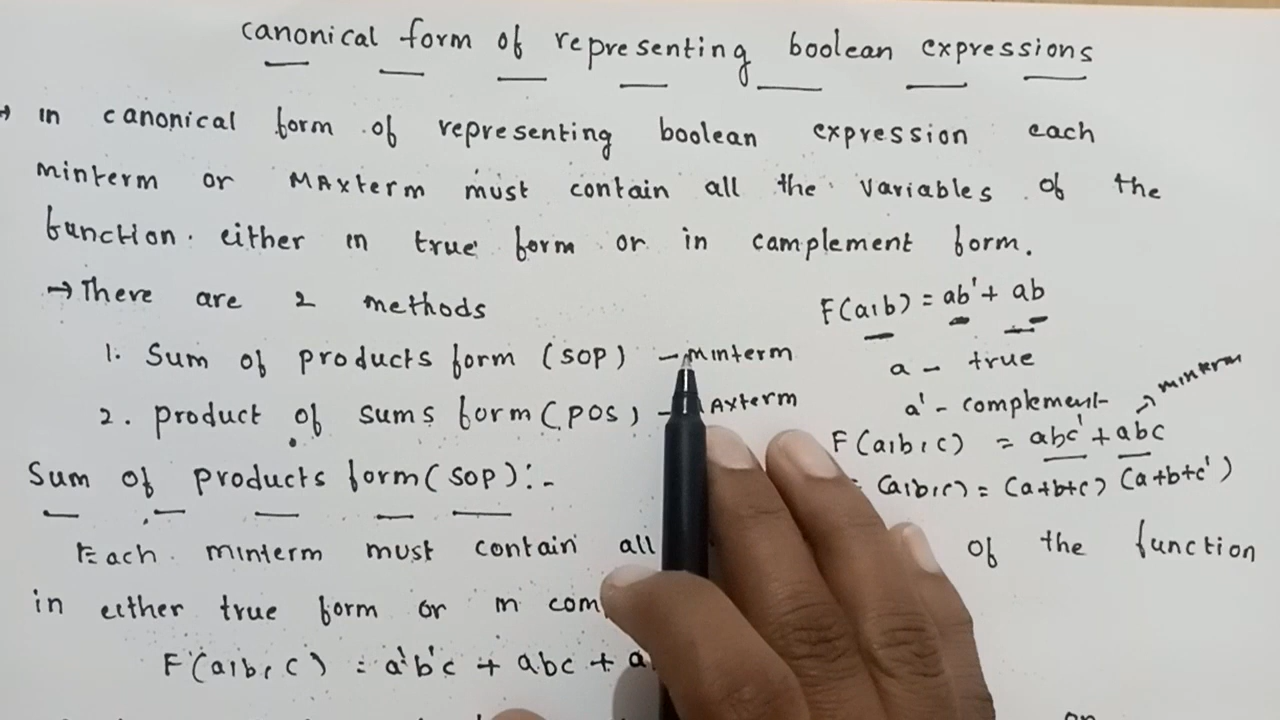 canonical form of representing boolean expressions
→ In canonical form of representing boolean expression each
minterm or MAxterm must contain all the variables of the
function. either in true form or in camplement form.
→ There are 2 methods
F(a,b) = ab' + ab
1. Sum of products form (SOP) - minterm
a - true
2. product of sums form (POS) - Axterm
a' - complement
→ minterm
F(a,b,c) = abc' + abc
= (a,b,c) = (a+b+c) (a+b+c')
Sum of products form (SOP):-
Each minterm must contain all of the function
in either true form or in com
F(a,b,c) = a'b'c + abc + a